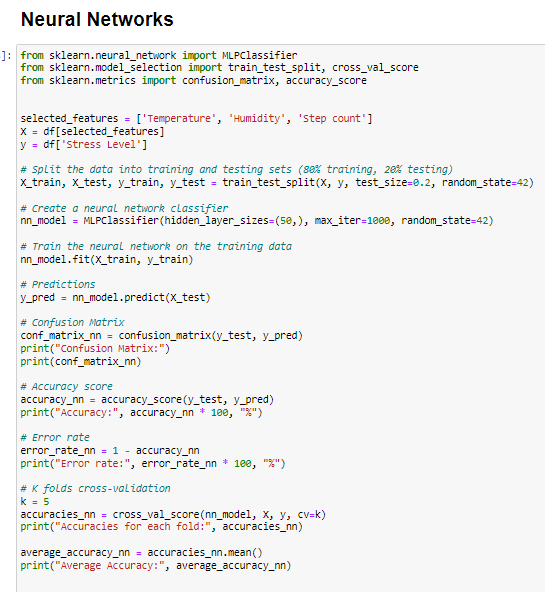 Neural Networks
]: from sklearn.neural_network import MLPClassifier
from sklearn.model_selection import train_test_split, cross_val_score
from sklearn.metrics import confusion_matrix, accuracy_score
selected_features = ['Temperature', 'Humidity', 'Step count']
X = df[selected_features]
y = df['Stress Level']
# Split the data into training and testing sets (80% training, 20% testing)
X_train, X_test, y_train, y_test = train_test_split(X, y, test_size=0.2, random_state=42)
# Create a neural network classifier
nn_model = MLPClassifier(hidden_layer_sizes=(50,), max_iter=1000, random_state=42)
# Train the neural network on the training data
nn_model.fit(X_train, y_train)
# Predictions
y_pred = nn_model.predict(X_test)
# Confusion Matrix
conf_matrix_nn = confusion_matrix(y_test, y_pred)
print("Confusion Matrix:")
print(conf_matrix_nn)
# Accuracy score
accuracy_nn = accuracy_score(y_test, y_pred)
print("Accuracy:", accuracy_nn * 100, "%")
# Error rate
error_rate_nn = 1 - accuracy_nn
print("Error rate:", error_rate_nn * 100, "%")
# K folds cross-validation
k = 5
accuracies_nn = cross_val_score(nn_model, X, y, cv=k)
print("Accuracies for each fold:", accuracies_nn)
average_accuracy_nn = accuracies_nn.mean()
print("Average Accuracy:", average_accuracy_nn)